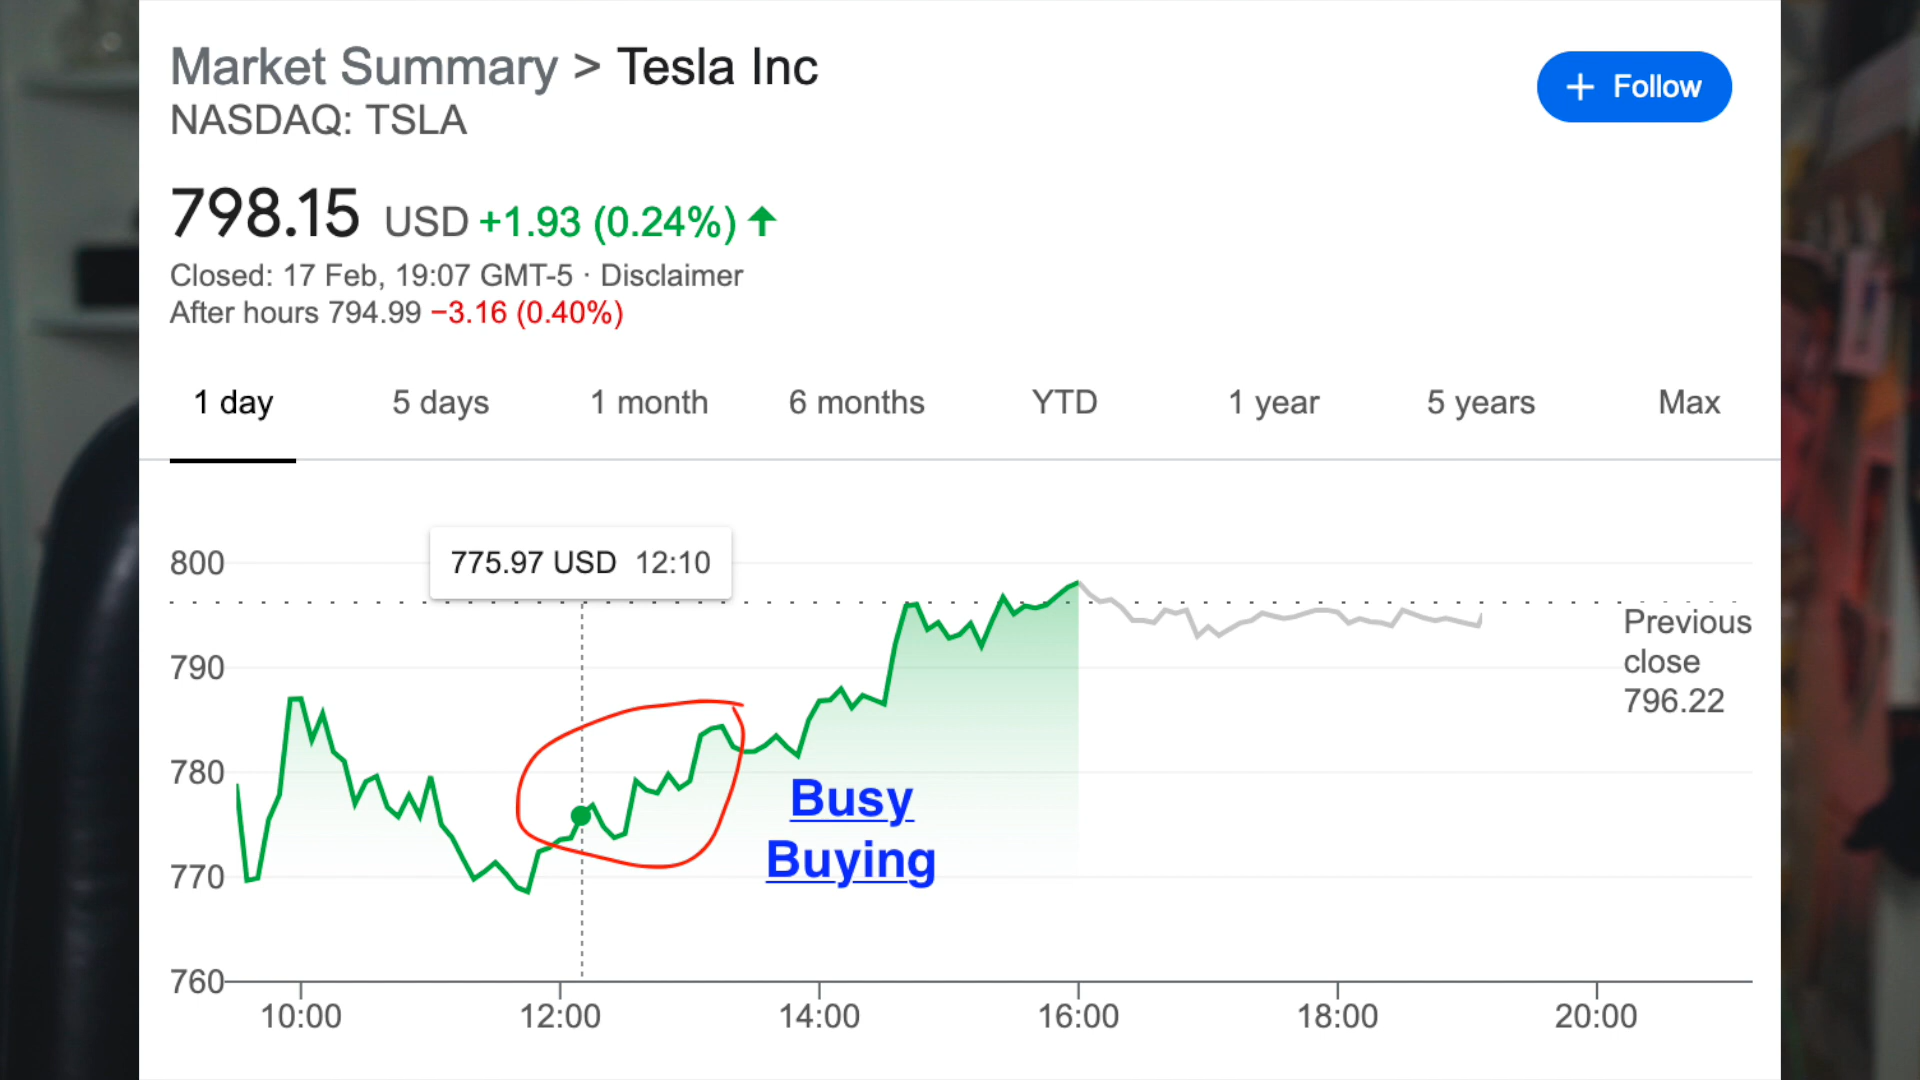 Market Summary > Tesla Inc
NASDAQ: TSLA
+ Follow
798.15 USD +1.93 (0.24%)
Closed: 17 Feb, 19:07 GMT-5 · Disclaimer
After hours 794.99 −3.16 (0.40%)
1 day 5 days 1 month 6 months YTD 1 year 5 years Max
775.97 USD 12:10
800
790
780
770
760
Previous
close
796.22
Busy
Buying
10:00 12:00 14:00 16:00 18:00 20:00